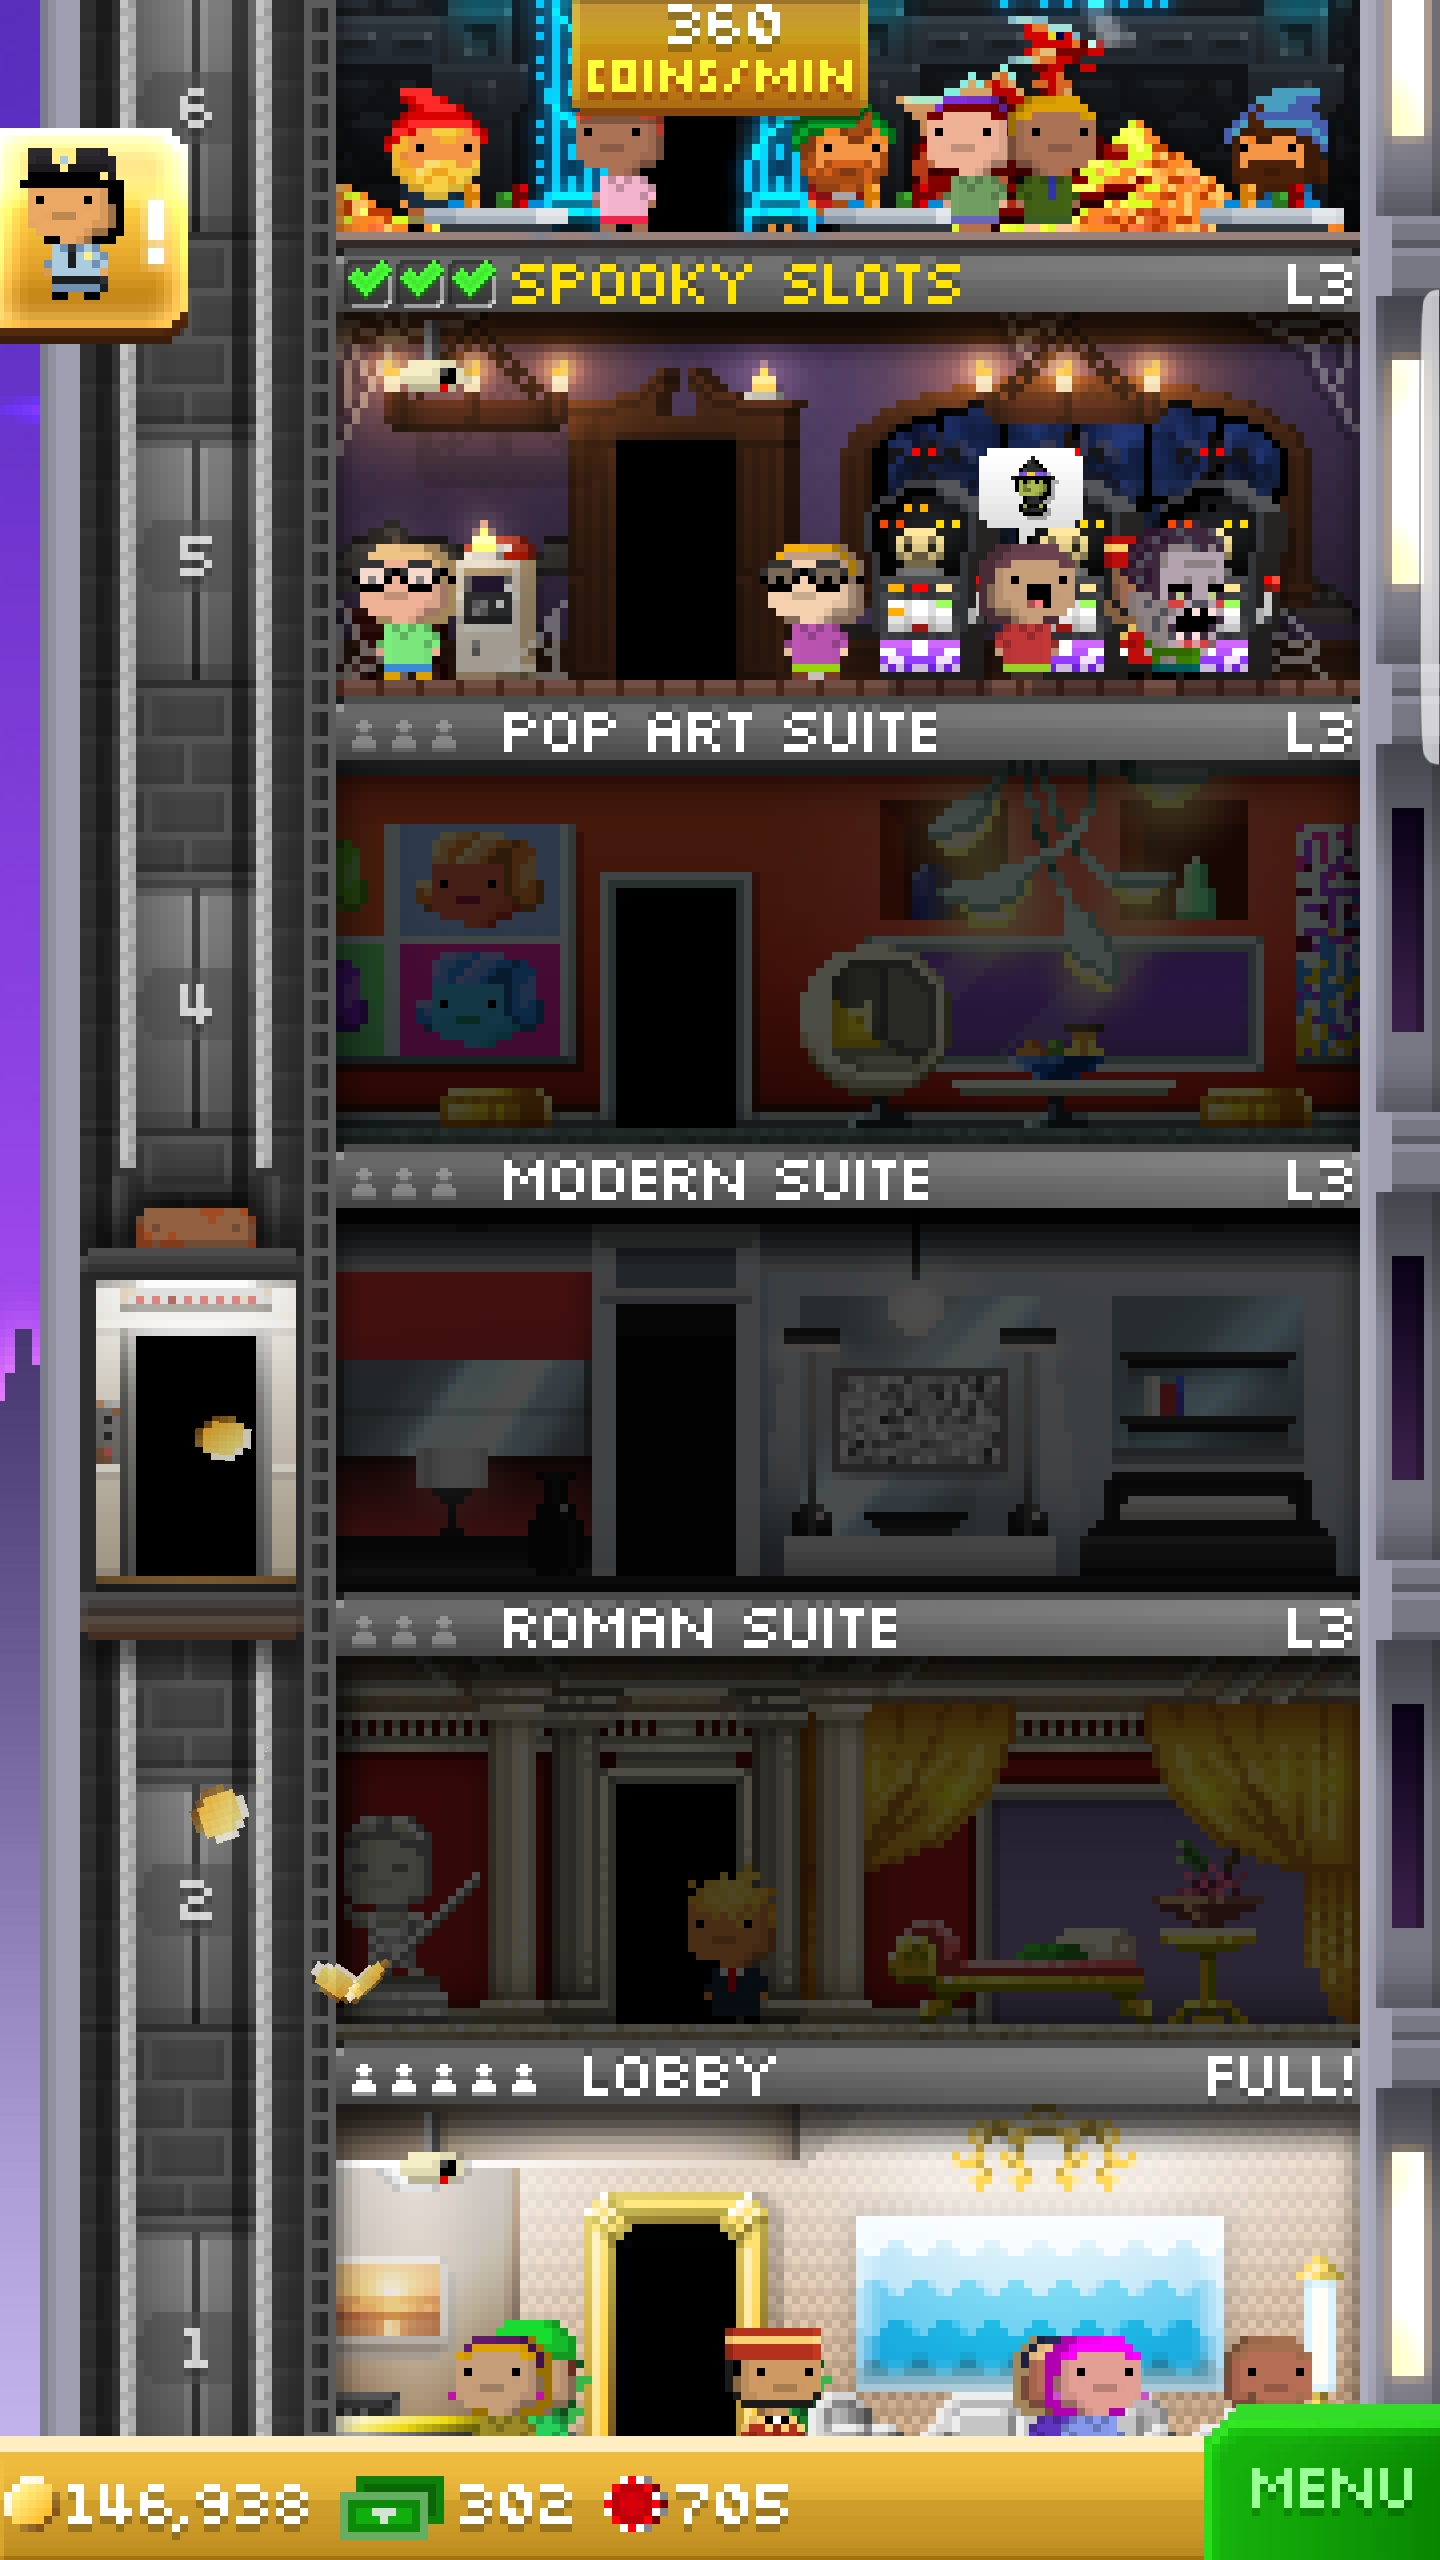 360
COINS/MIN
6
!
SPOOKY SLOTS L3
5
POP ART SUITE L3
4
MODERN SUITE L3
ROMAN SUITE L3
2
LOBBY FULL!
1
146,938 302 705 MENU